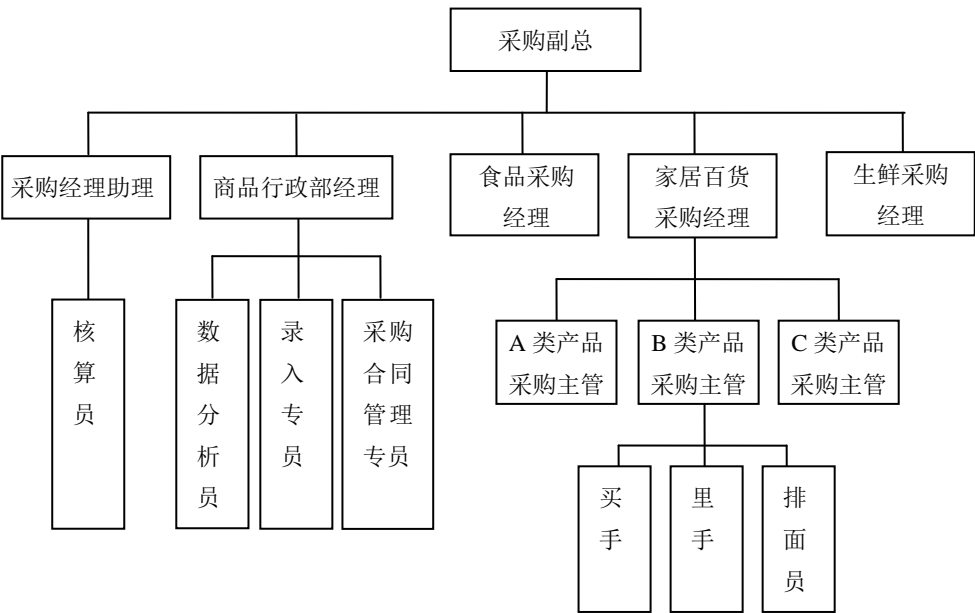 采购副总
采购经理助理
商品行政部经理
食品采购
经理
家居百货
采购经理
生鲜采购
经理
核
算
员
数
据
分
析
员
录
入
专
员
采购
合同
管理
专员
A 类产品
采购主管
B 类产品
采购主管
C 类产品
采购主管
买
手
里
手
排
面
员